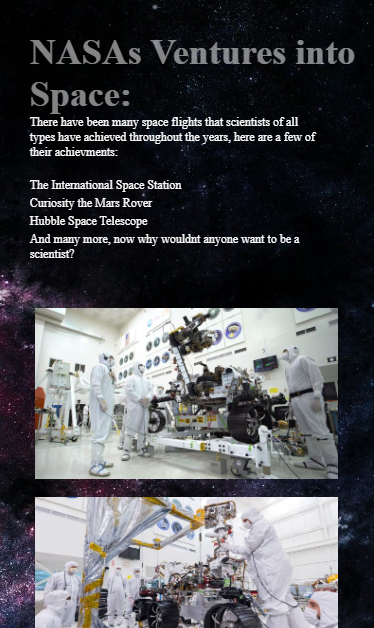 NASAs Ventures into
Space:
There have been many space flights that scientists of all
types have achieved throughout the years, here are a few of
their achievments:
The International Space Station
Curiosity the Mars Rover
Hubble Space Telescope
And many more, now why wouldnt anyone want to be a
scientist?